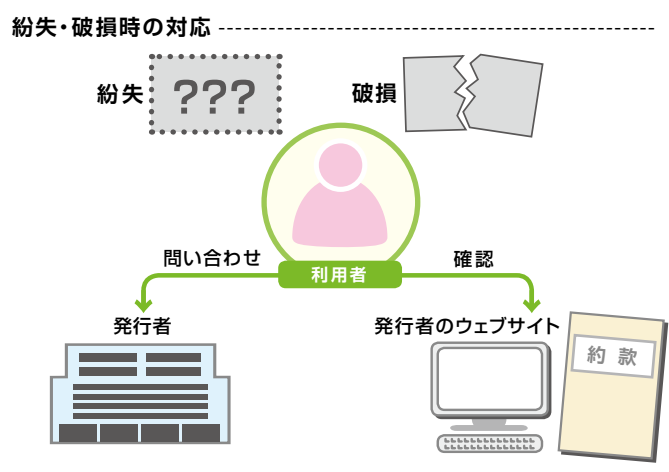 紛失・破損時の対応
紛失
???
破損
利用者
問い合わせ
確認
発行者
発行者のウェブサイト
約款